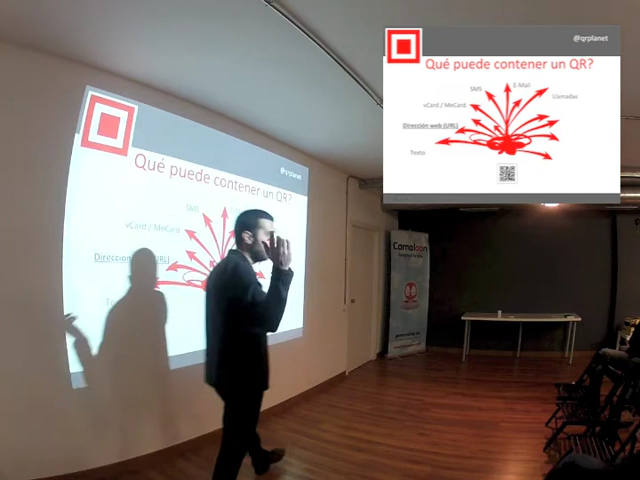 @qrplanet
Qué puede contener un QR?
SMS
E-Mail
Llamadas
vCard / MeCard
Dirección web (URL)
Texto
@qrplanet
Qué puede contener un QR?
SMS
vCard / MeCard
Camaloon